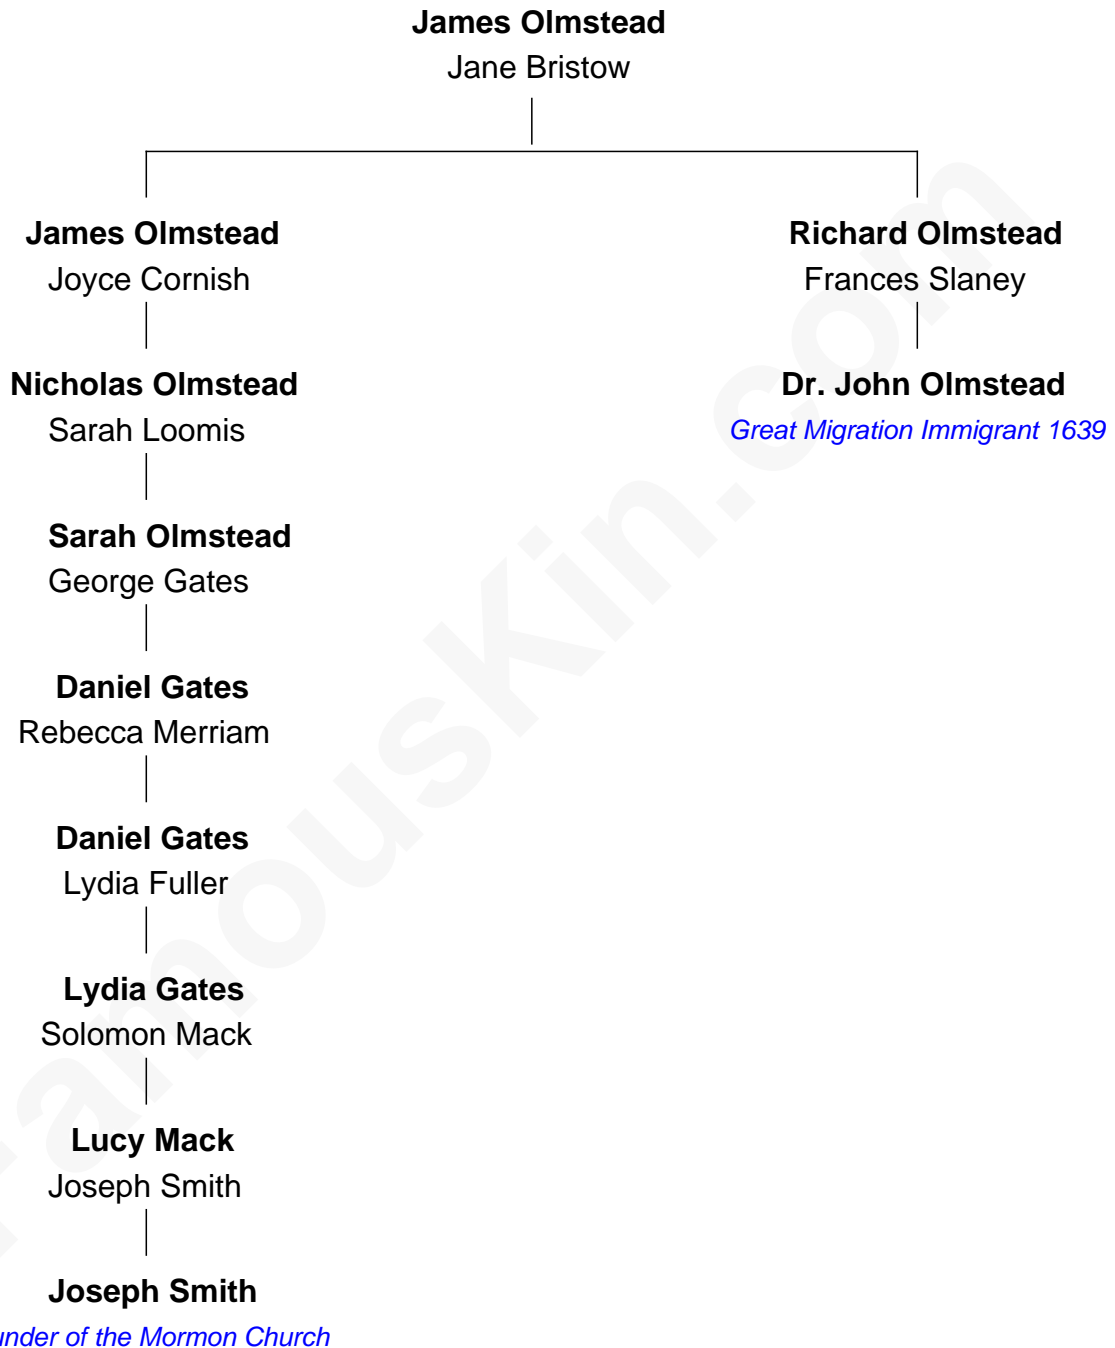 James Olmstead
Jane Bristow
James Olmstead
Joyce Cornish
Richard Olmstead
Frances Slaney
Nicholas Olmstead
Sarah Loomis
Dr. John Olmstead
Great Migration Immigrant 1639
Sarah Olmstead
George Gates
Daniel Gates
Rebecca Merriam
Daniel Gates
Lydia Fuller
Lydia Gates
Solomon Mack
Lucy Mack
Joseph Smith
Joseph Smith
under of the Mormon Church
FamousKin.com